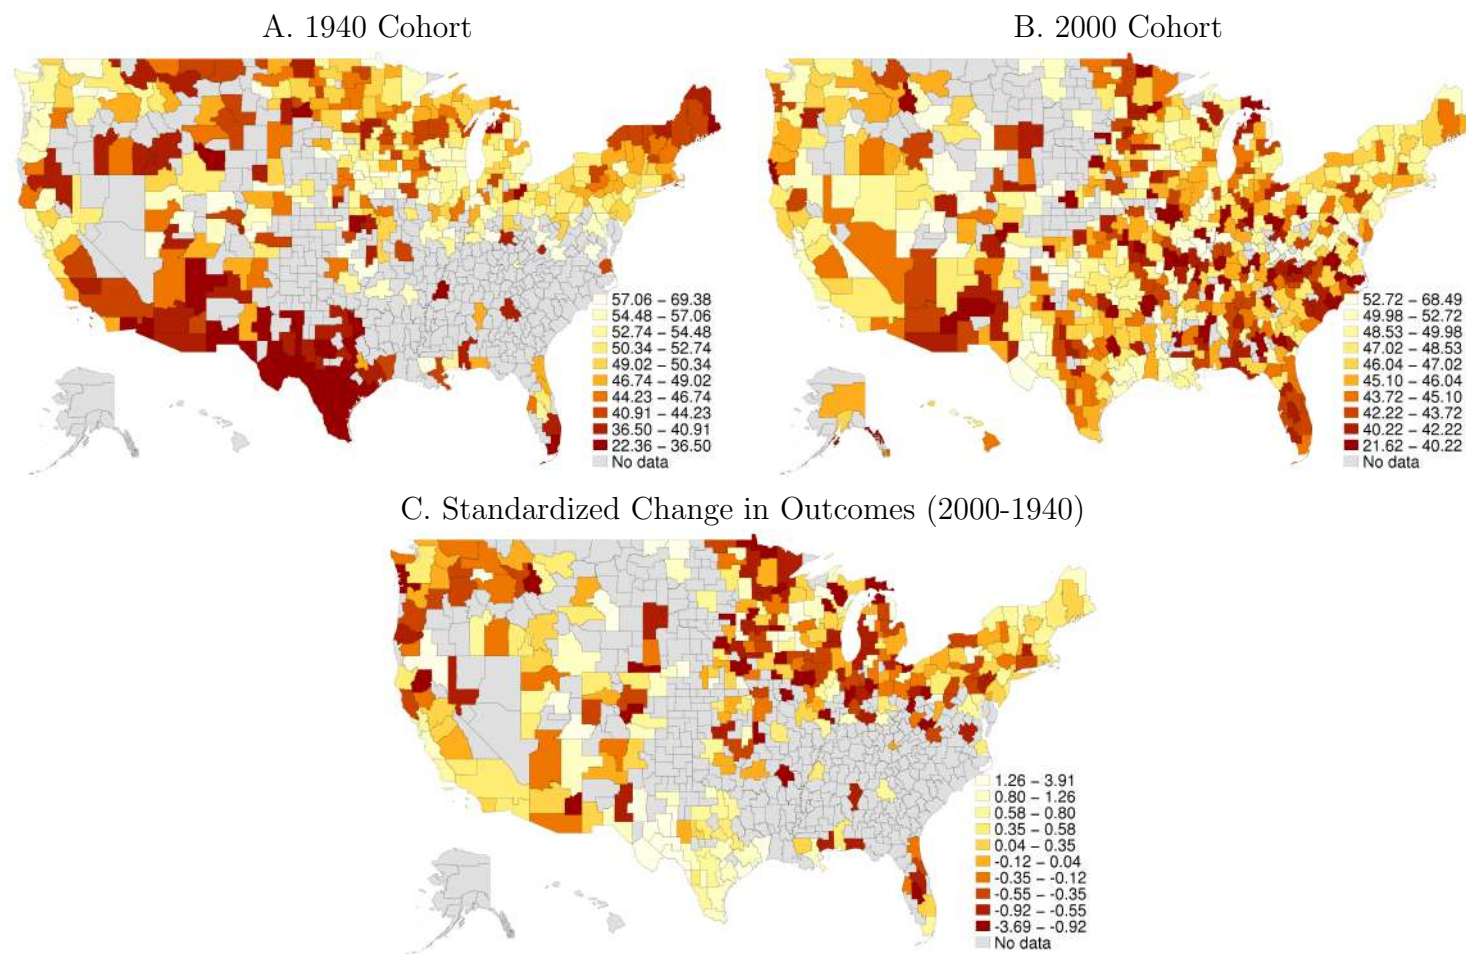 A. 1940 Cohort
57.06 – 69.38
54.48 – 57.06
52.74 – 54.48
50.34 – 52.74
49.02 – 50.34
46.74 – 49.02
44.23 – 46.74
40.91 – 44.23
36.50 – 40.91
22.36 – 36.50
No data
B. 2000 Cohort
52.72 – 68.49
49.98 – 52.72
48.53 – 49.98
47.02 – 48.53
46.04 – 47.02
45.10 – 46.04
43.72 – 45.10
42.22 – 43.72
40.22 – 42.22
21.62 – 40.22
No data
C. Standardized Change in Outcomes (2000-1940)
1.26 – 3.91
0.80 – 1.26
0.58 – 0.80
0.35 – 0.58
0.04 – 0.35
-0.12 – 0.04
-0.35 – -0.12
-0.55 – -0.35
-0.92 – -0.55
-3.69 – -0.92
No data